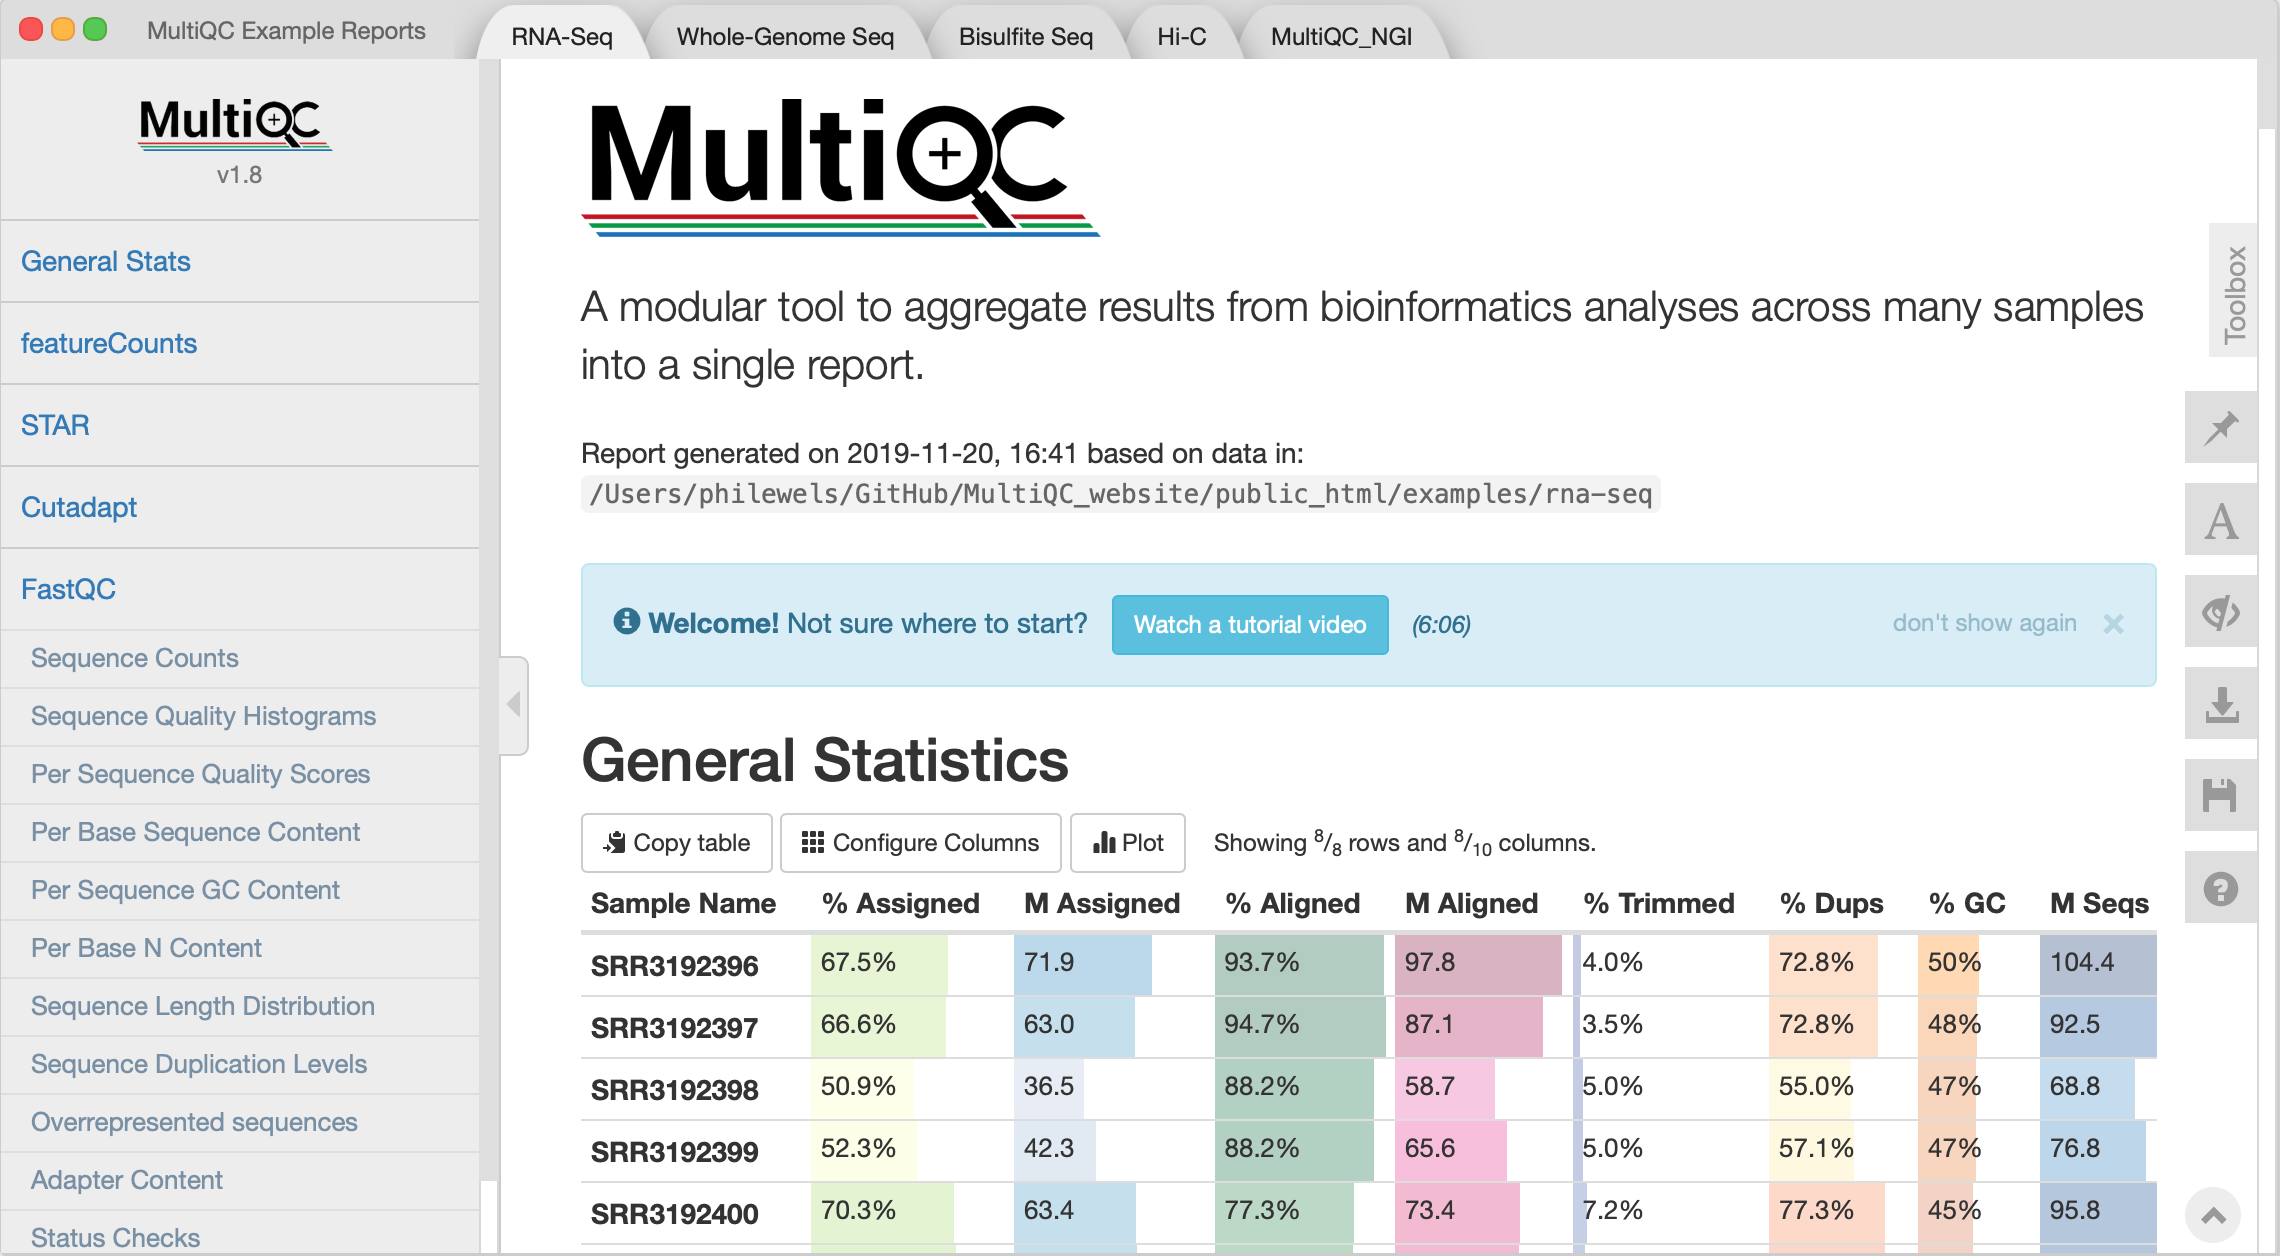 MultiQC Example Reports
RNA-Seq
Whole-Genome Seq
Bisulfite Seq
Hi-C
MultiQC_NGI
MultiQC
v1.8
General Stats
featureCounts
STAR
Cutadapt
FastQC
Sequence Counts
Sequence Quality Histograms
Per Sequence Quality Scores
Per Base Sequence Content
Per Sequence GC Content
Per Base N Content
Sequence Length Distribution
Sequence Duplication Levels
Overrepresented sequences
Adapter Content
Status Checks
MultiQC
A modular tool to aggregate results from bioinformatics analyses across many samples
into a single report.
Report generated on 2019-11-20, 16:41 based on data in:
/Users/philewels/GitHub/MultiQC_website/public_html/examples/rna-seq
Welcome! Not sure where to start? Watch a tutorial video (6:06) don't show again ×
General Statistics
Copy table Configure Columns Plot Showing 8/8 rows and 8/10 columns.
Sample Name % Assigned M Assigned % Aligned M Aligned % Trimmed % Dups % GC M Seqs
SRR3192396 67.5% 71.9 93.7% 97.8 4.0% 72.8% 50% 104.4
SRR3192397 66.6% 63.0 94.7% 87.1 3.5% 72.8% 48% 92.5
SRR3192398 50.9% 36.5 88.2% 58.7 5.0% 55.0% 47% 68.8
SRR3192399 52.3% 42.3 88.2% 65.6 5.0% 57.1% 47% 76.8
SRR3192400 70.3% 63.4 77.3% 73.4 7.2% 77.3% 45% 95.8
Toolbox
A
?